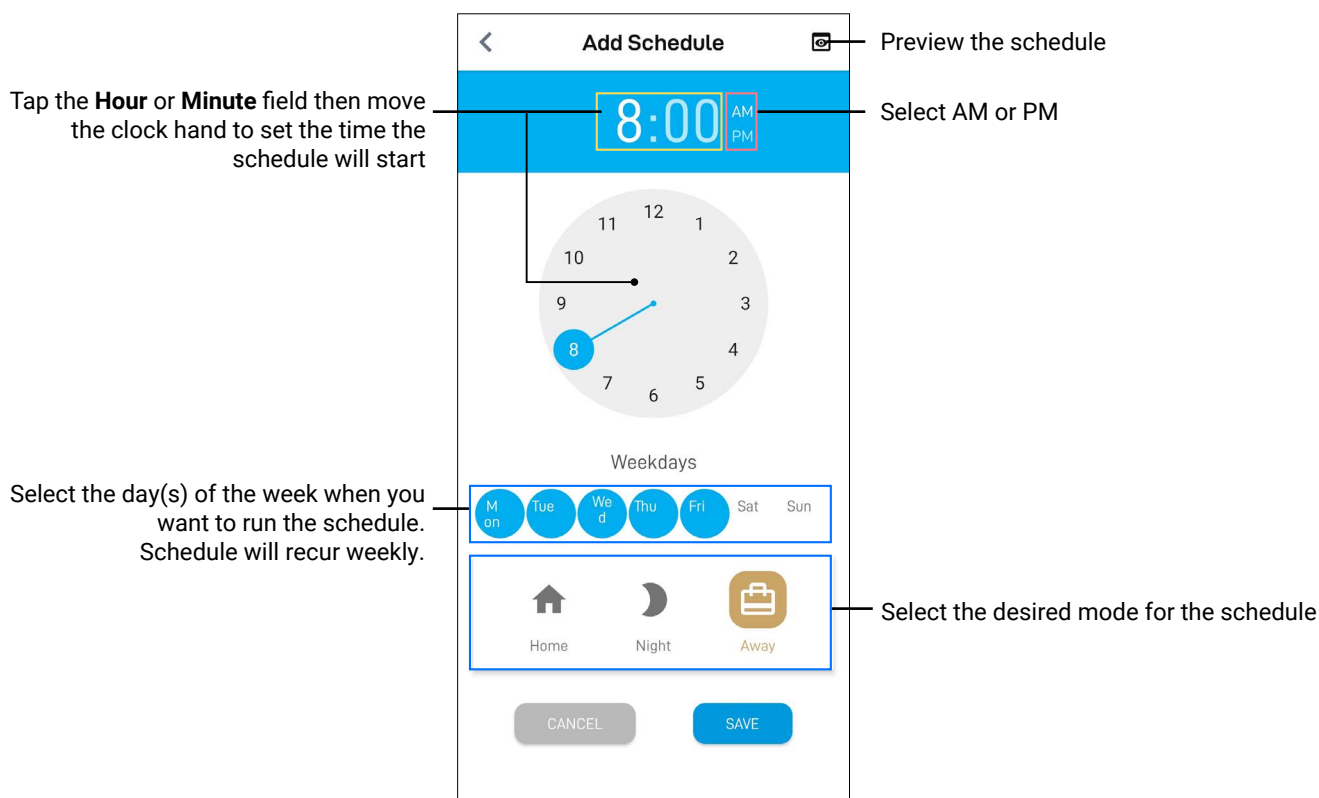 Add Schedule
Preview the schedule
Tap the Hour or Minute field then move
the clock hand to set the time the
schedule will start
8:00
AM
PM
Select AM or PM
12
1
2
3
4
5
6
7
8
9
10
11
Weekdays
Select the day(s) of the week when you
want to run the schedule.
Schedule will recur weekly.
M
on
Tue
We
d
Thu
Fri
Sat
Sun
Home
Night
Away
Select the desired mode for the schedule
CANCEL
SAVE